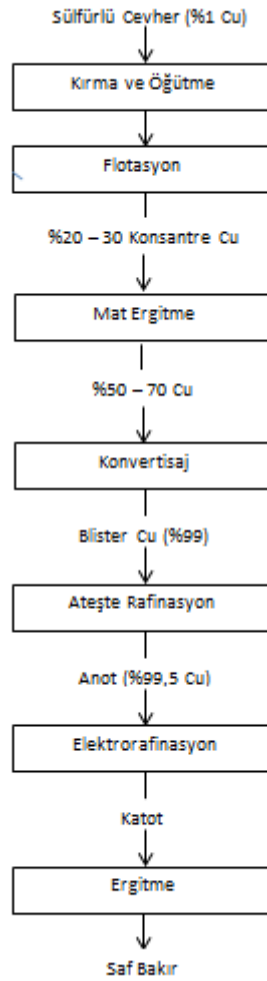 Sülfürlü Cevher (%1 Cu)
Kırma ve Öğütme
Flotasyon
%20 – 30 Konsantre Cu
Mat Ergitme
%50 – 70 Cu
Konvertisaj
Blister Cu (%99)
Ateşte Rafinasyon
Anot (%99,5 Cu)
Elektrorafinasyon
Katot
Ergitme
Saf Bakır